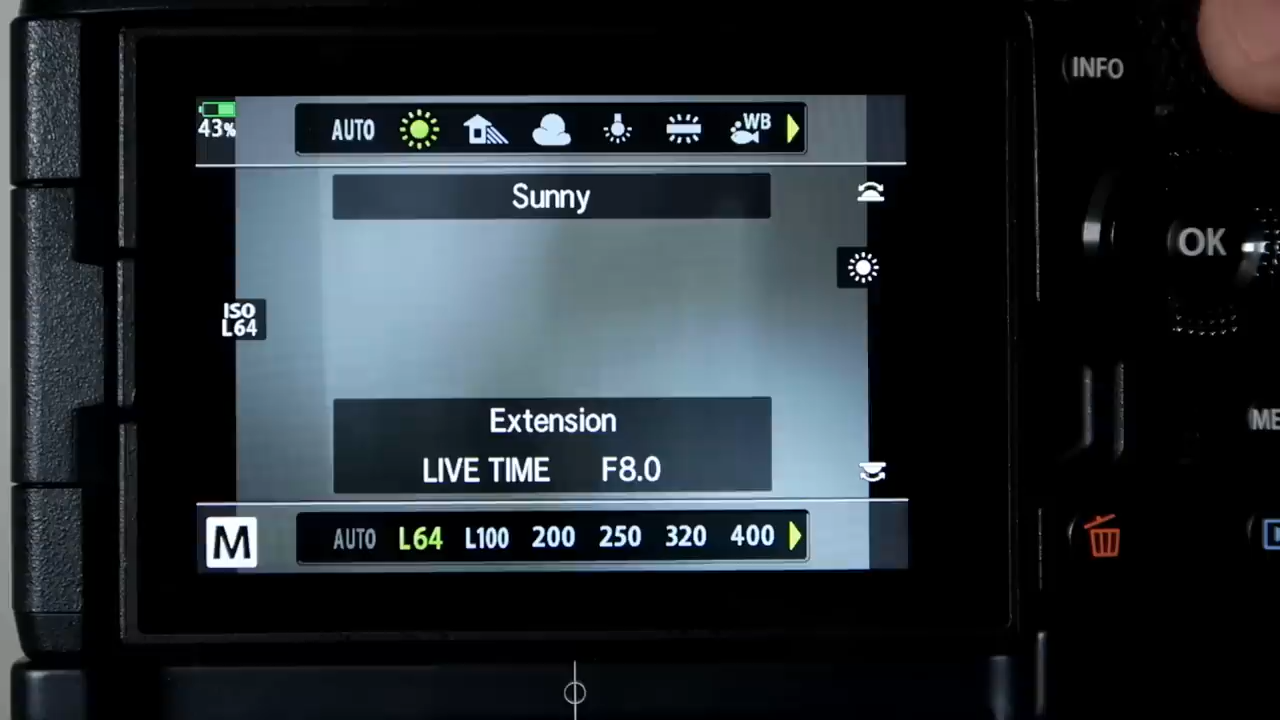 INFO
43%
AUTO WB
Sunny
OK
ISO
L64
Extension
LIVE TIME F8.0
ME
M
AUTO L64 L100 200 250 320 400